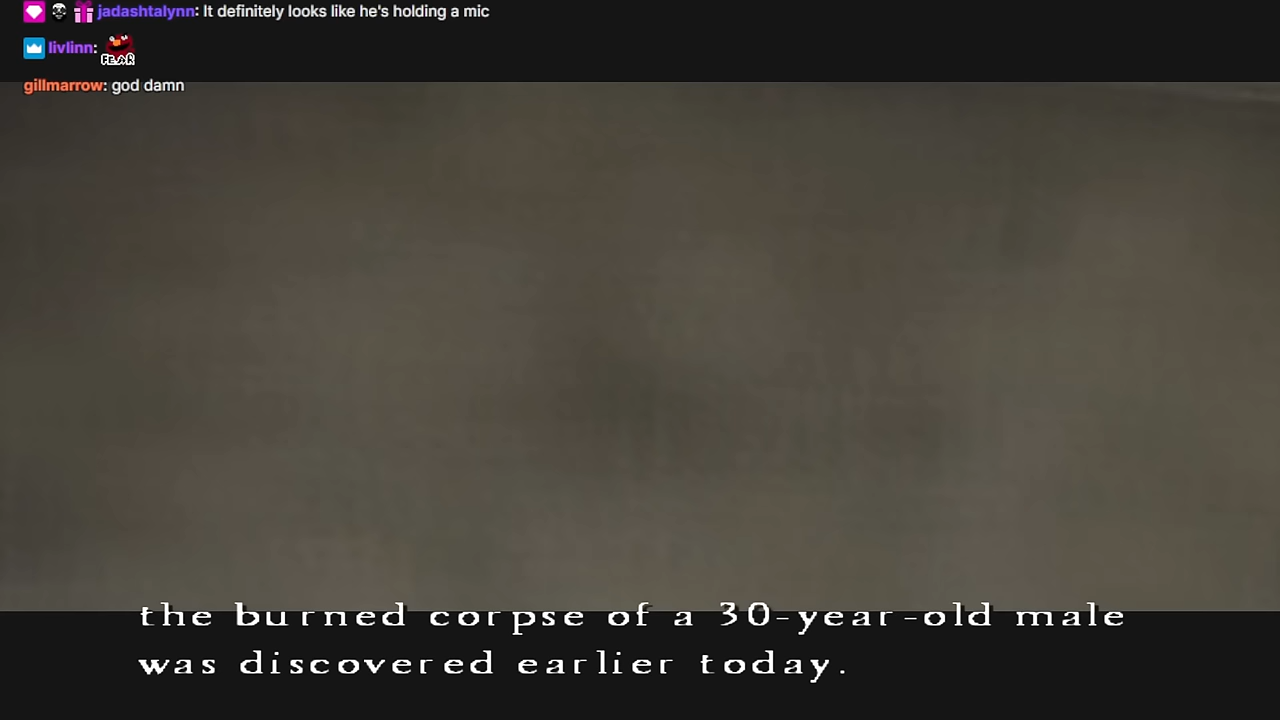 jadashtalynn: It definitely looks like he's holding a mic
livlinn: FEAR
gillmarrow: god damn
the burned corpse of a 30-year-old male
was discovered earlier today.